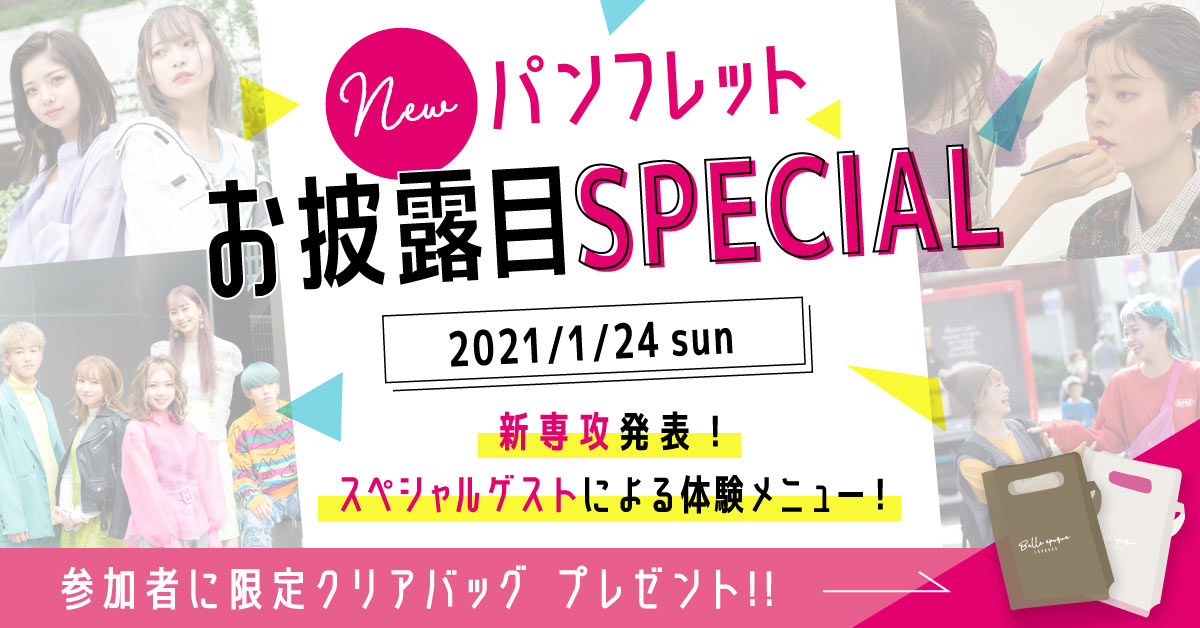 New パンフレット
お披露目SPECIAL
2021/1/24 sun
新専攻発表！
スペシャルゲストによる体験メニュー！
参加者に限定クリアバッグ プレゼント!!
Belle epoque